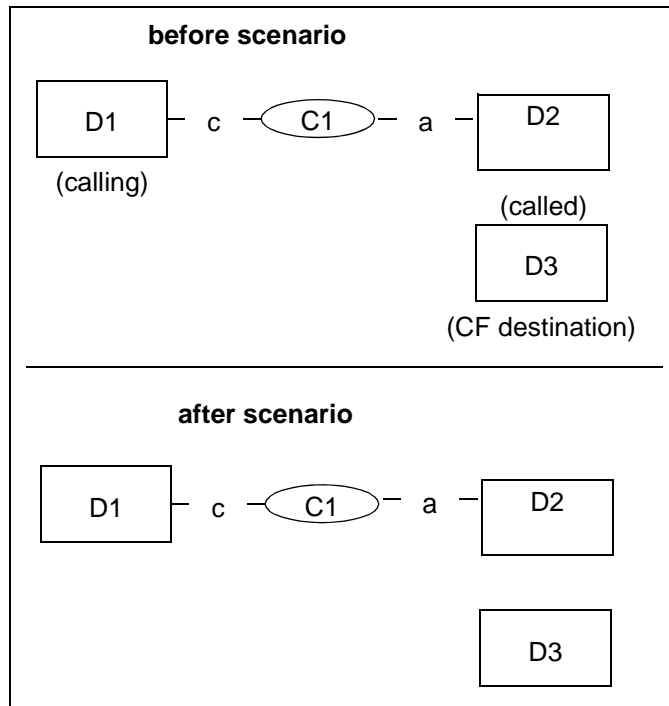 before scenario
D1 c C1 a D2
(calling)
(called)
D3
(CF destination)
after scenario
D1 c C1 a D2
D3